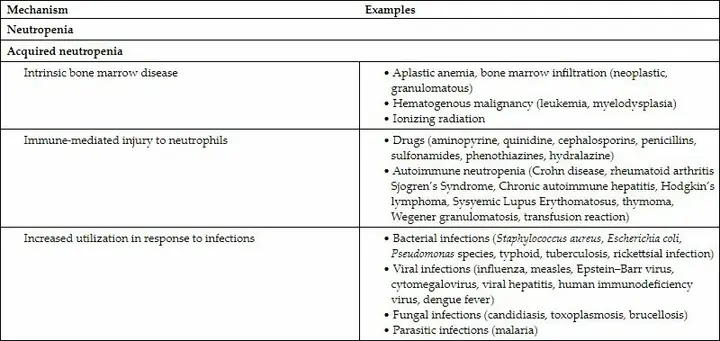 Mechanism Examples
Neutropenia
Acquired neutropenia
Intrinsic bone marrow disease
• Aplastic anemia, bone marrow infiltration (neoplastic,
granulomatous)
• Hematogenous malignancy (leukemia, myelodysplasia)
• Ionizing radiation
Immune-mediated injury to neutrophils
• Drugs (aminopyrine, quinidine, cephalosporins, penicillins,
sulfonamides, phenothiazines, hydralazine)
• Autoimmune neutropenia (Crohn disease, rheumatoid arthritis
Sjogren's Syndrome, Chronic autoimmune hepatitis, Hodgkin's
lymphoma, Sysyemic Lupus Erythomatosus, thymoma,
Wegener granulomatosis, transfusion reaction)
Increased utilization in response to infections
• Bacterial infections (Staphylococcus aureus, Escherichia coli,
Pseudomonas species, typhoid, tuberculosis, rickettsial infection)
• Viral infections (influenza, measles, Epstein–Barr virus,
cytomegalovirus, viral hepatitis, human immunodeficiency
virus, dengue fever)
• Fungal infections (candidiasis, toxoplasmosis, brucellosis)
• Parasitic infections (malaria)